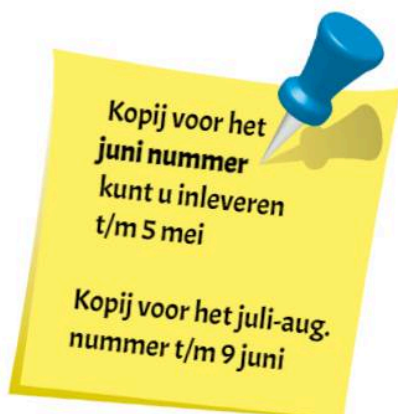 Kopij voor het
juni nummer
kunt u inleveren
t/m 5 mei
Kopij voor het juli-aug.
nummer t/m 9 juni